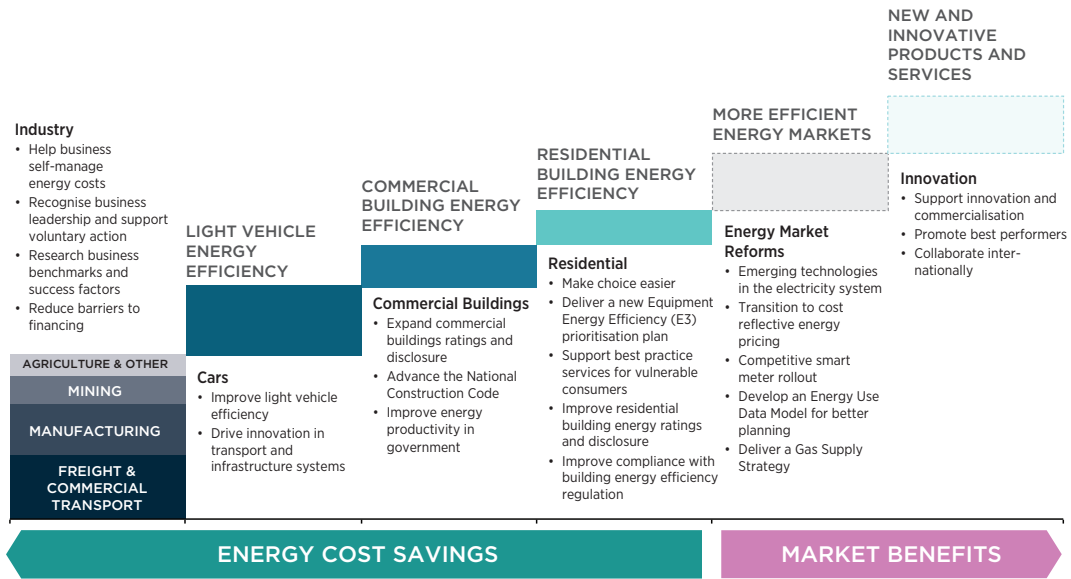 Industry
• Help business
self-manage
energy costs
• Recognise business
leadership and support
voluntary action
• Research business
benchmarks and
success factors
• Reduce barriers to
financing
AGRICULTURE & OTHER
MINING
MANUFACTURING
FREIGHT &
COMMERCIAL
TRANSPORT
LIGHT VEHICLE
ENERGY
EFFICIENCY
Cars
• Improve light vehicle
efficiency
• Drive innovation in
transport and
infrastructure systems
COMMERCIAL
BUILDING ENERGY
EFFICIENCY
Commercial Buildings
• Expand commercial
buildings ratings and
disclosure
• Advance the National
Construction Code
• Improve energy
productivity in
government
RESIDENTIAL
BUILDING ENERGY
EFFICIENCY
Residential
• Make choice easier
• Deliver a new Equipment
Energy Efficiency (E3)
prioritisation plan
• Support best practice
services for vulnerable
consumers
• Improve residential
building energy ratings
and disclosure
• Improve compliance with
building energy efficiency
regulation
MORE EFFICIENT
ENERGY MARKETS
Energy Market
Reforms
• Emerging technologies
in the electricity system
• Transition to cost
reflective energy
pricing
• Competitive smart
meter rollout
• Develop an Energy Use
Data Model for better
planning
• Deliver a Gas Supply
Strategy
NEW AND
INNOVATIVE
PRODUCTS AND
SERVICES
Innovation
• Support innovation and
commercialisation
• Promote best performers
• Collaborate inter-
nationally
ENERGY COST SAVINGS
MARKET BENEFITS